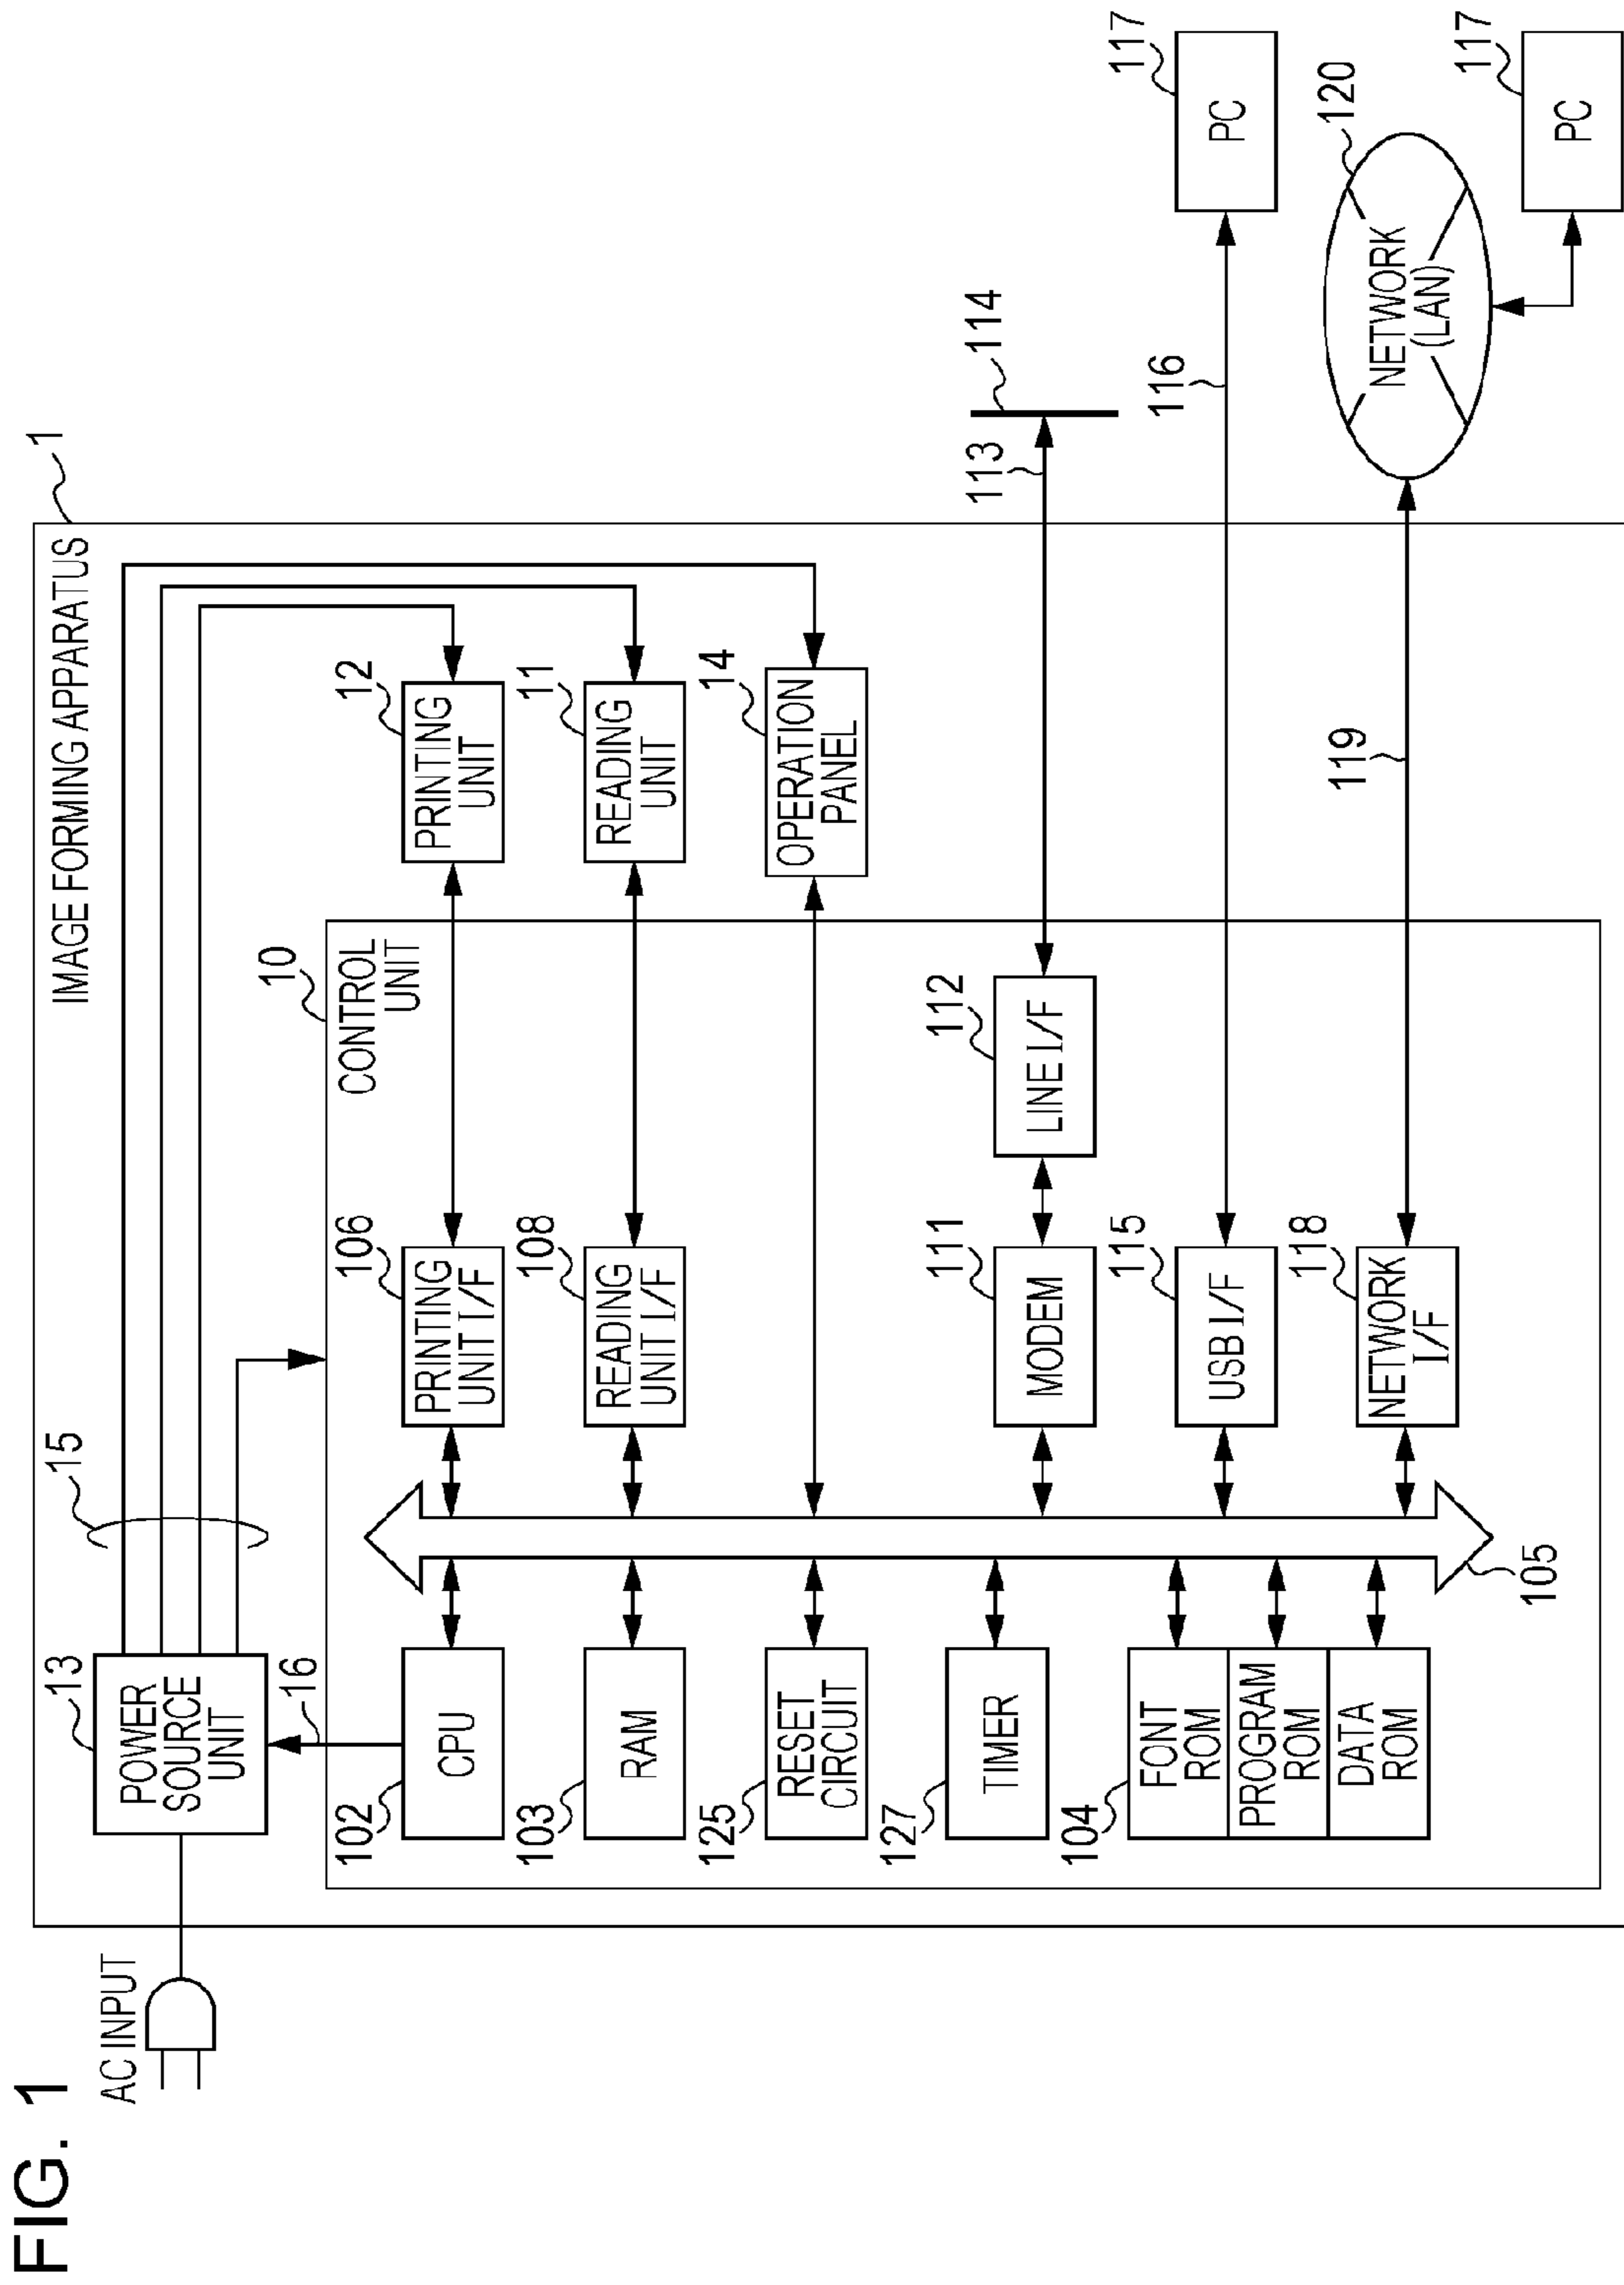 FIG. 1
IMAGE FORMING APPARATUS
1
AC INPUT
13
POWER
SOURCE
UNIT
15
16
10
CONTROL
UNIT
102
CPU
106
PRINTING
UNIT I/F
12
PRINTING
UNIT
103
RAM
108
READING
UNIT I/F
11
READING
UNIT
125
RESET
CIRCUIT
14
OPERATION
PANEL
127
TIMER
111
MODEM
112
LINE I/F
113
114
104
FONT
ROM
PROGRAM
ROM
DATA
ROM
115
USB I/F
116
117
PC
118
NETWORK
I/F
119
120
NETWORK
(LAN)
117
PC
105